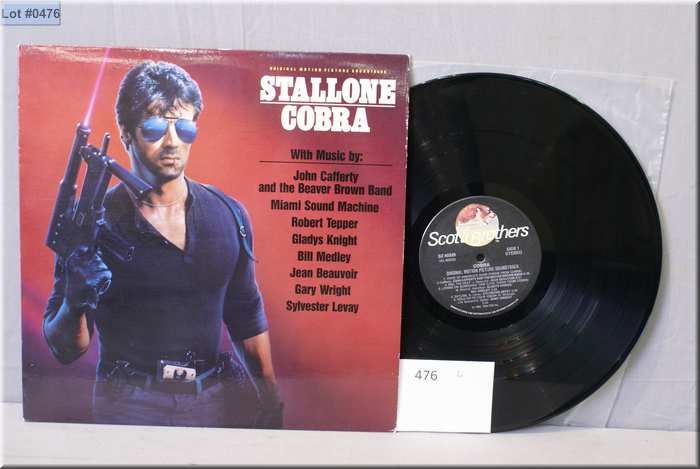 Lot #0476
ORIGINAL MOTION PICTURE SOUNDTRACK
STALLONE
COBRA
With Music by:
John Cafferty
and the Beaver Brown Band
Miami Sound Machine
Robert Tepper
Gladys Knight
Bill Medley
Jean Beauvoir
Gary Wright
Sylvester Levay
Scotti Brothers
SIDE 1
STEREO
COBRA
ORIGINAL MOTION PICTURE SOUNDTRACK
476